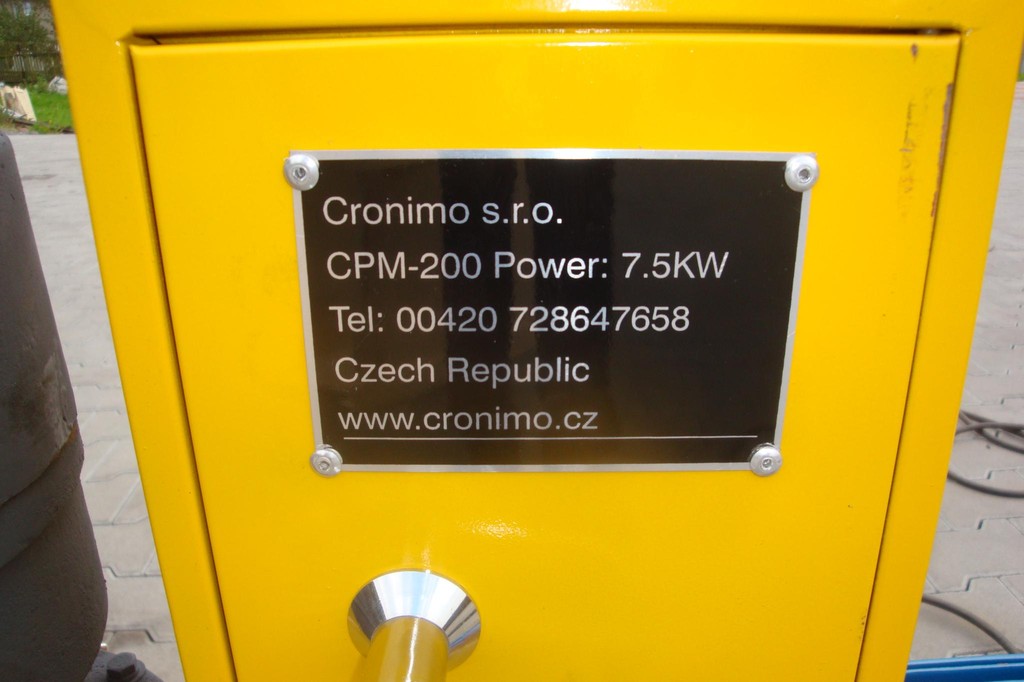 Cronimo s.r.o.
CPM-200 Power: 7.5KW
Tel: 00420 728647658
Czech Republic
www.cronimo.cz